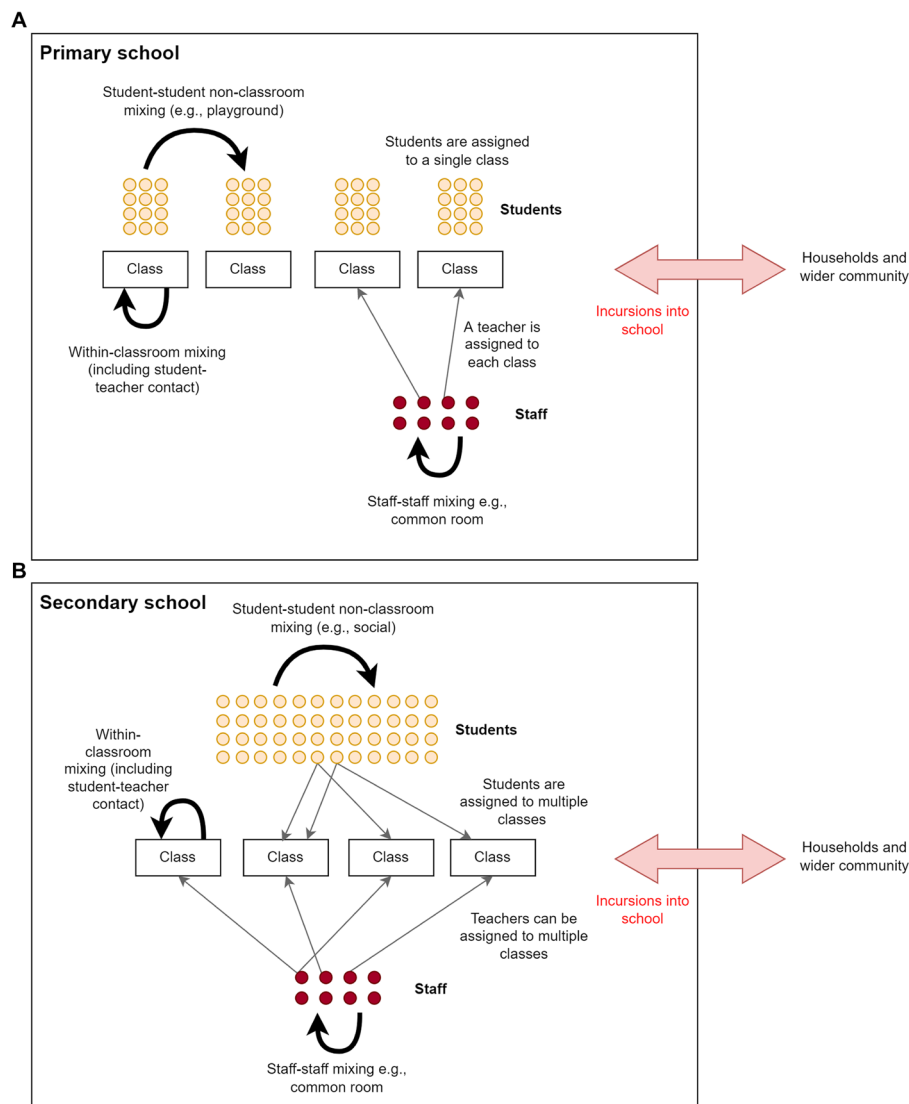 A
Primary school
Student-student non-classroom
mixing (e.g., playground)
Students are assigned
to a single class
Students
Class
Class
Class
Class
Households and
wider community
Incursions into
school
A teacher is
assigned to
each class
Within-classroom mixing
(including student-
teacher contact)
Staff
Staff-staff mixing e.g.,
common room
B
Secondary school
Student-student non-classroom
mixing (e.g., social)
Students
Within-
classroom
mixing (including
student-teacher
contact)
Students are
assigned to multiple
classes
Class
Class
Class
Class
Households and
wider community
Incursions into
school
Teachers can be
assigned to multiple
classes
Staff
Staff-staff mixing e.g.,
common room